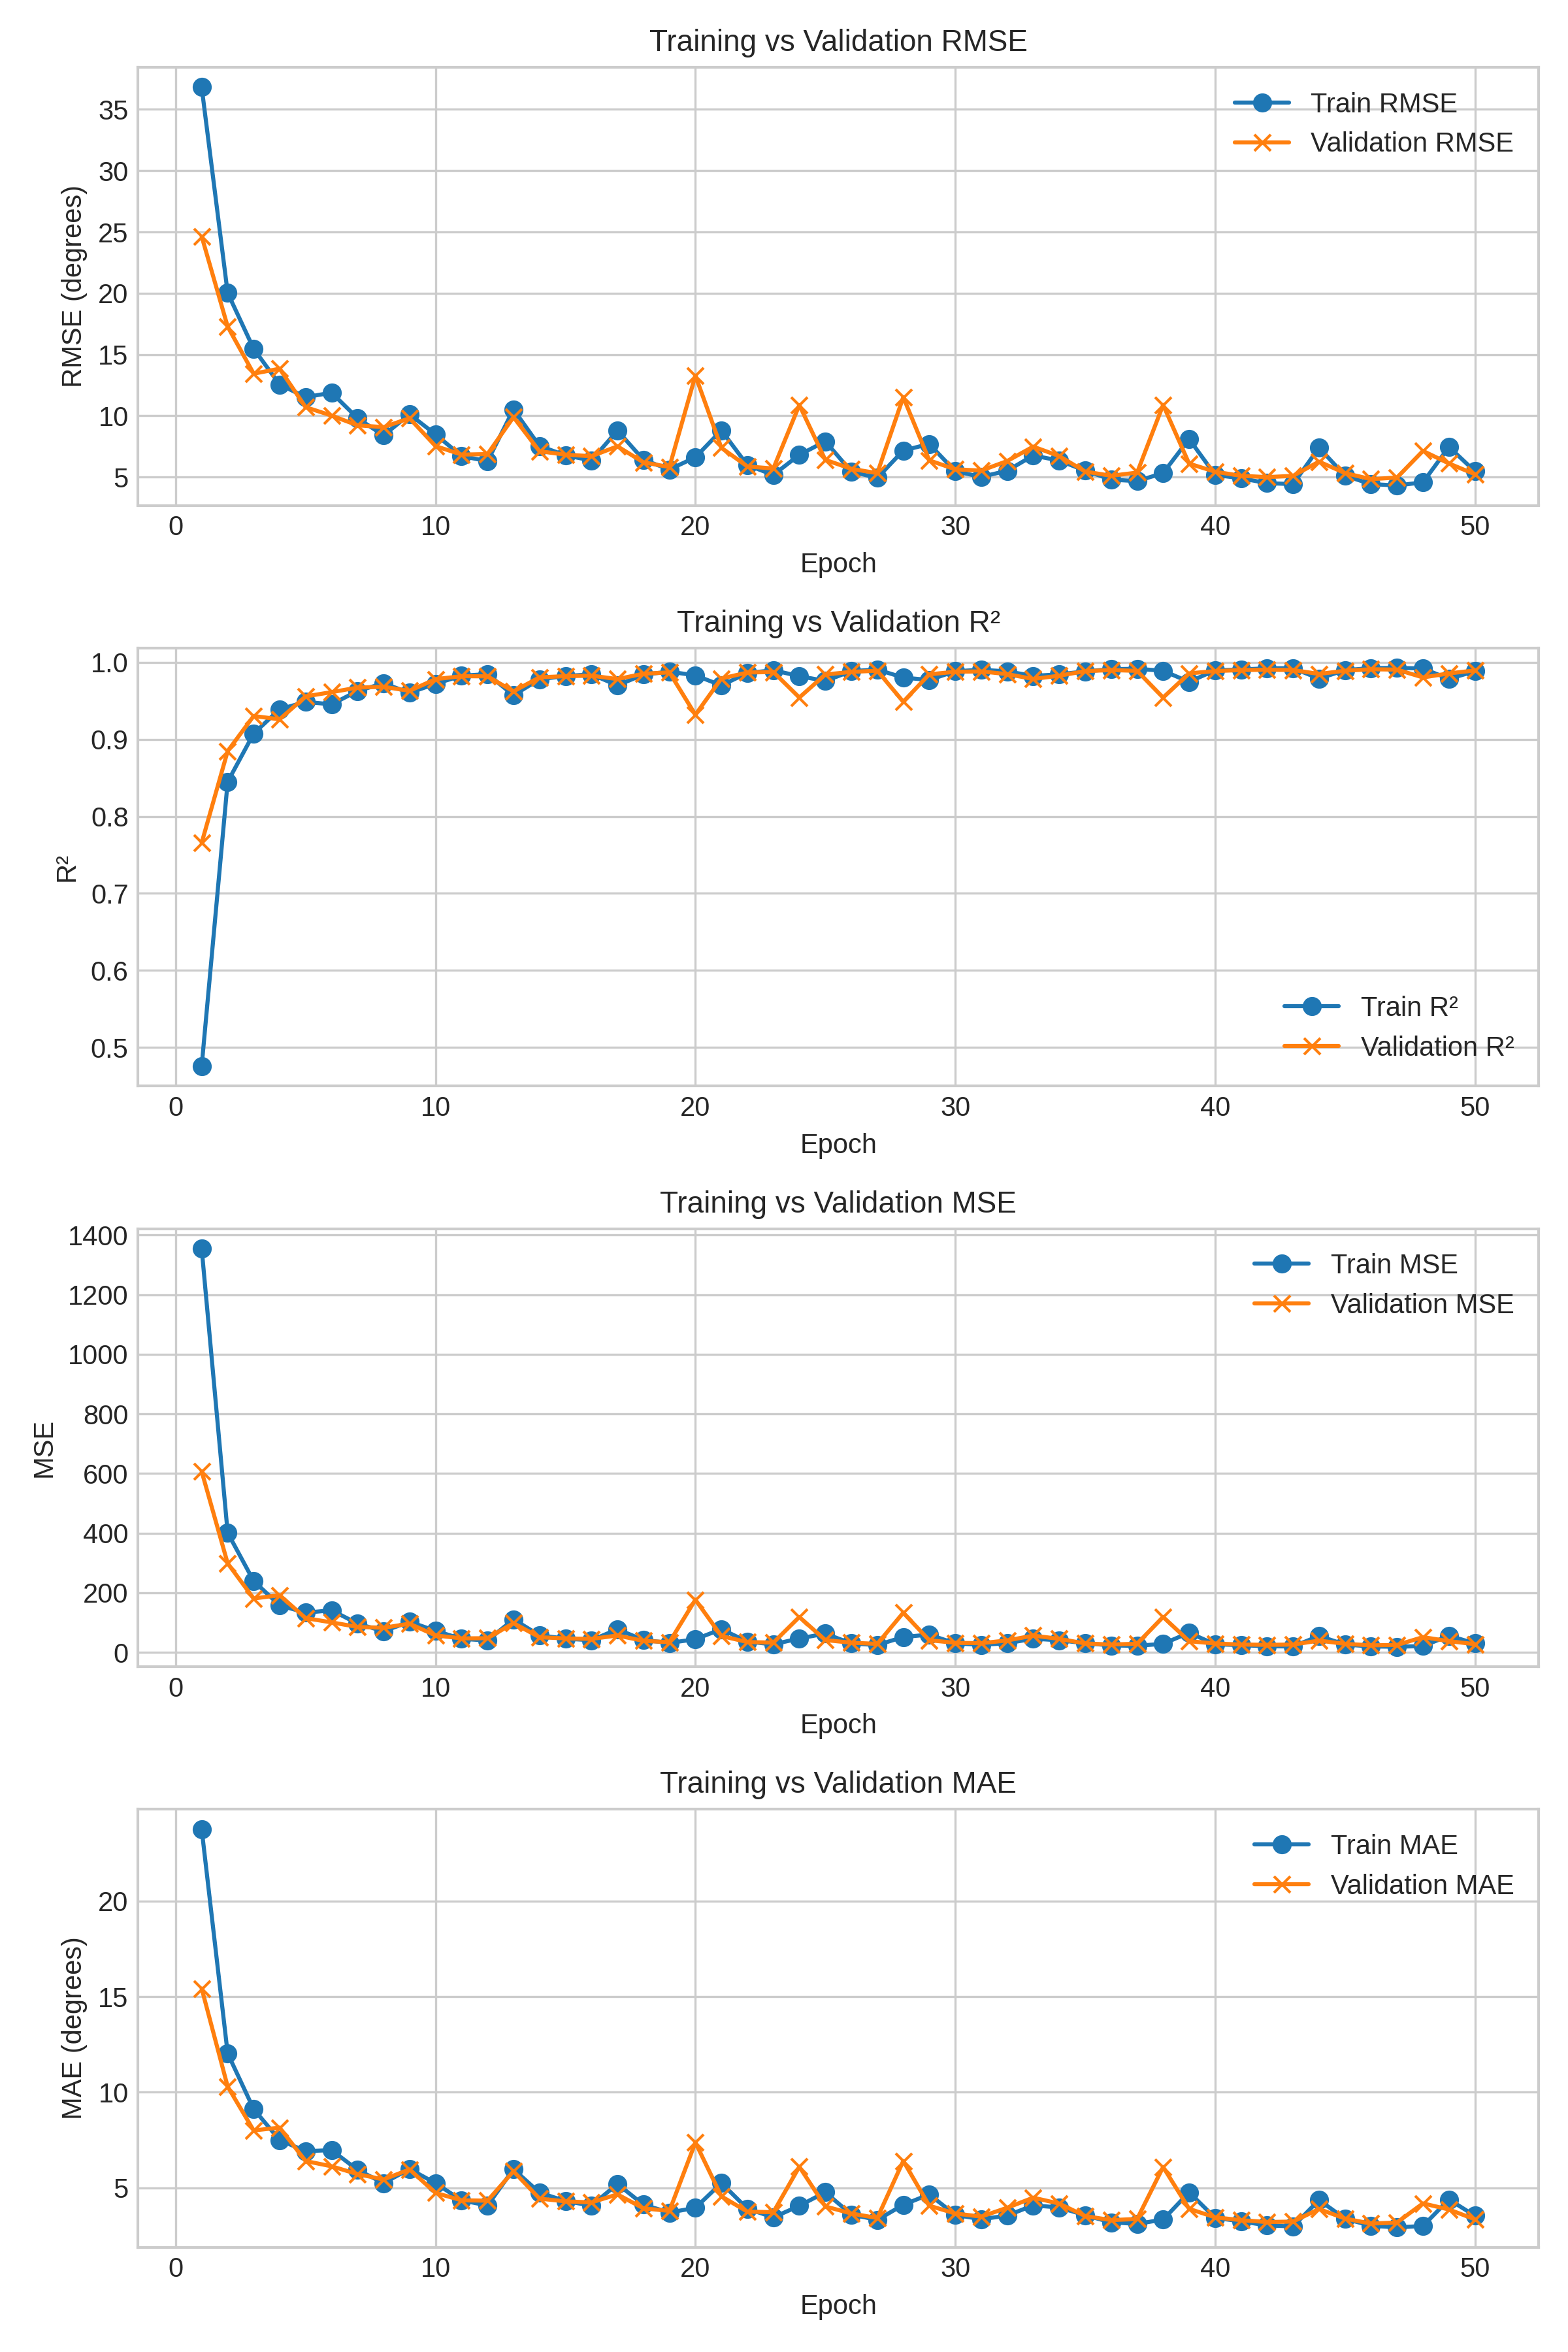 Training vs Validation RMSE
35
30
25
20
15
10
5
RMSE (degrees)
Train RMSE
Validation RMSE
0 10 20 30 40 50
Epoch
Training vs Validation R²
1.0
0.9
0.8
0.7
0.6
0.5
R²
Train R²
Validation R²
0 10 20 30 40 50
Epoch
Training vs Validation MSE
1400
1200
1000
800
600
400
200
0
MSE
Train MSE
Validation MSE
0 10 20 30 40 50
Epoch
Training vs Validation MAE
20
15
10
5
MAE (degrees)
Train MAE
Validation MAE
0 10 20 30 40 50
Epoch